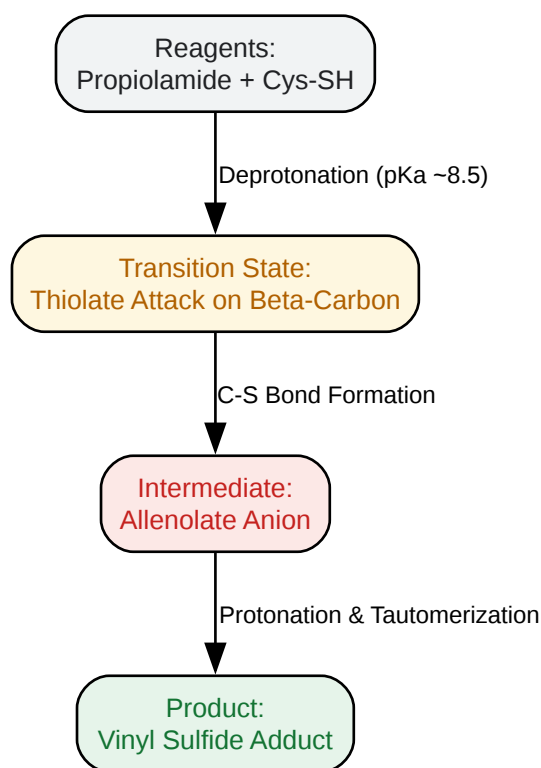 Reagents:
Propiolamide + Cys-SH
Deprotonation (pKa ~8.5)
Transition State:
Thiolate Attack on Beta-Carbon
C-S Bond Formation
Intermediate:
Allenolate Anion
Protonation & Tautomerization
Product:
Vinyl Sulfide Adduct